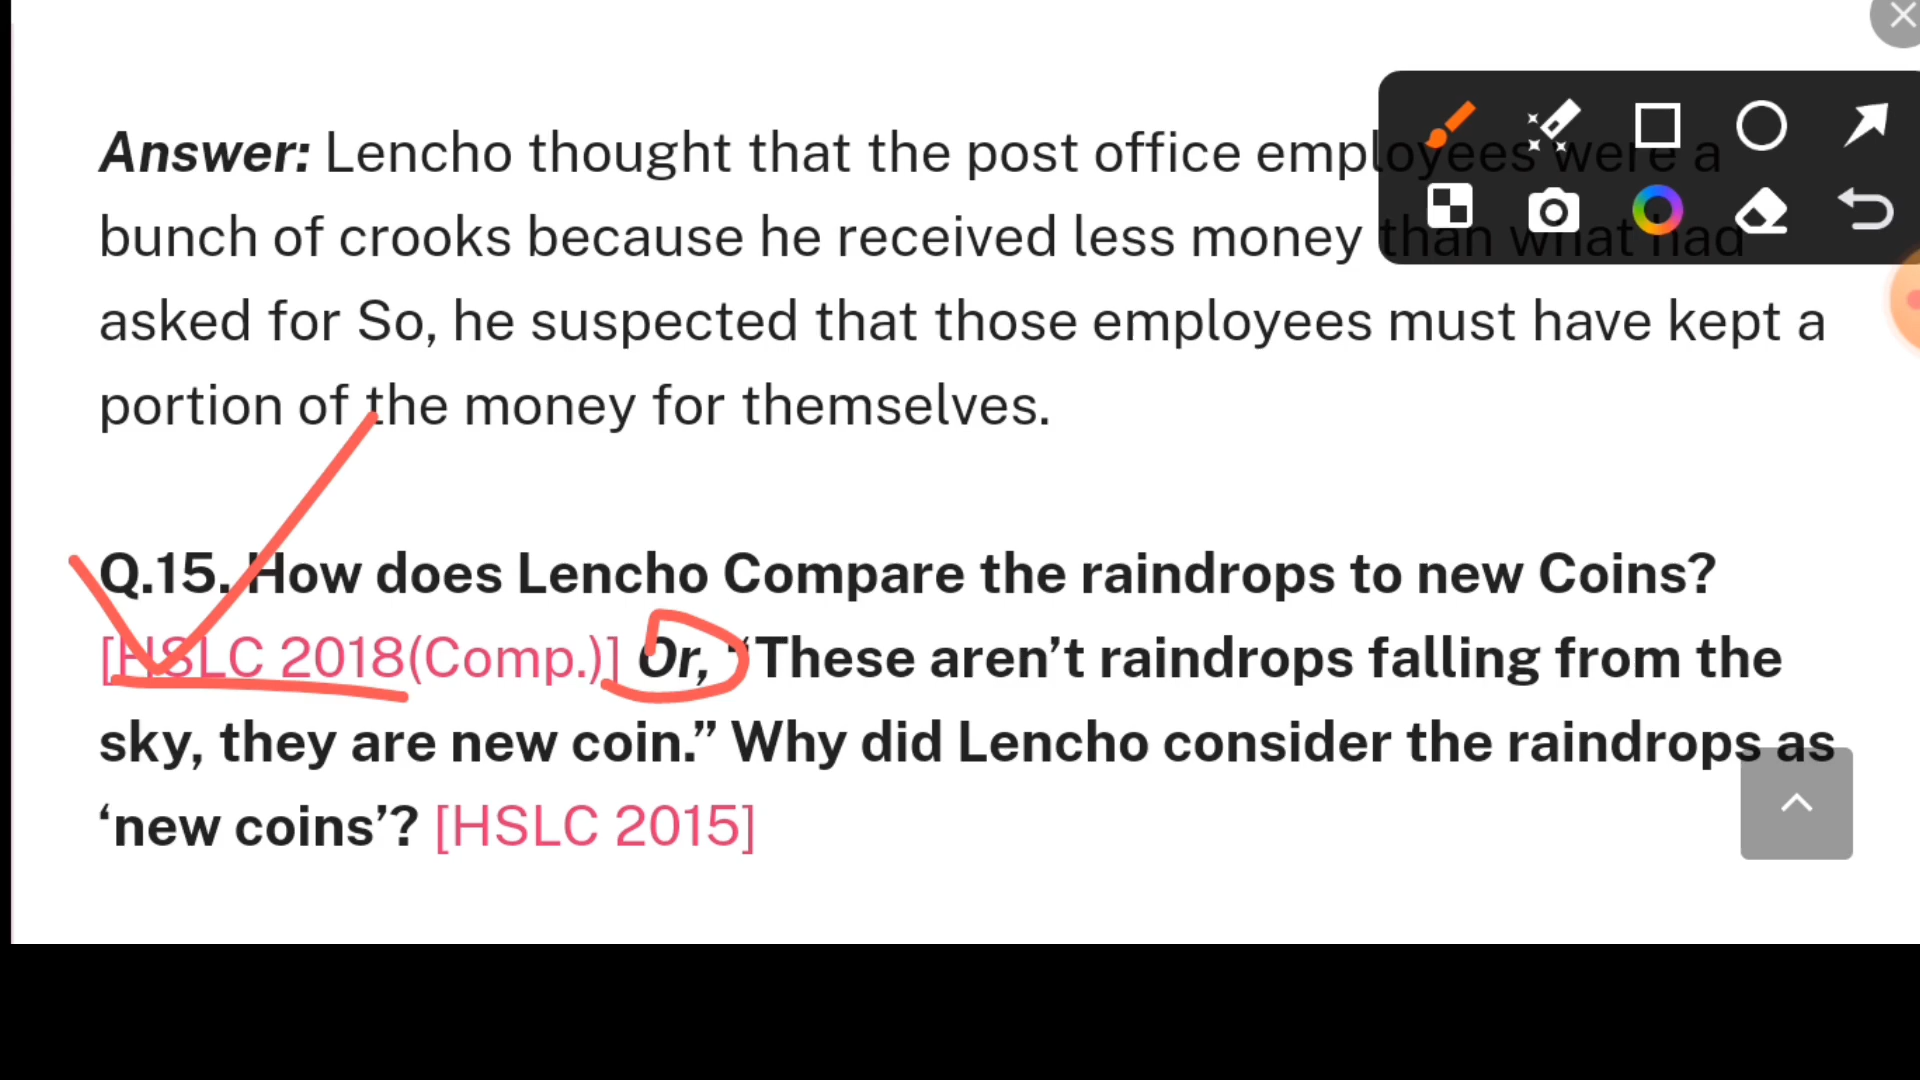 Answer: Lencho thought that the post office employees were a
bunch of crooks because he received less money than what had
asked for So, he suspected that those employees must have kept a
portion of the money for themselves.
Q.15. How does Lencho Compare the raindrops to new Coins?
[HSLC 2018(Comp.)] Or, “These aren’t raindrops falling from the
sky, they are new coin.” Why did Lencho consider the raindrops as
‘new coins’? [HSLC 2015]